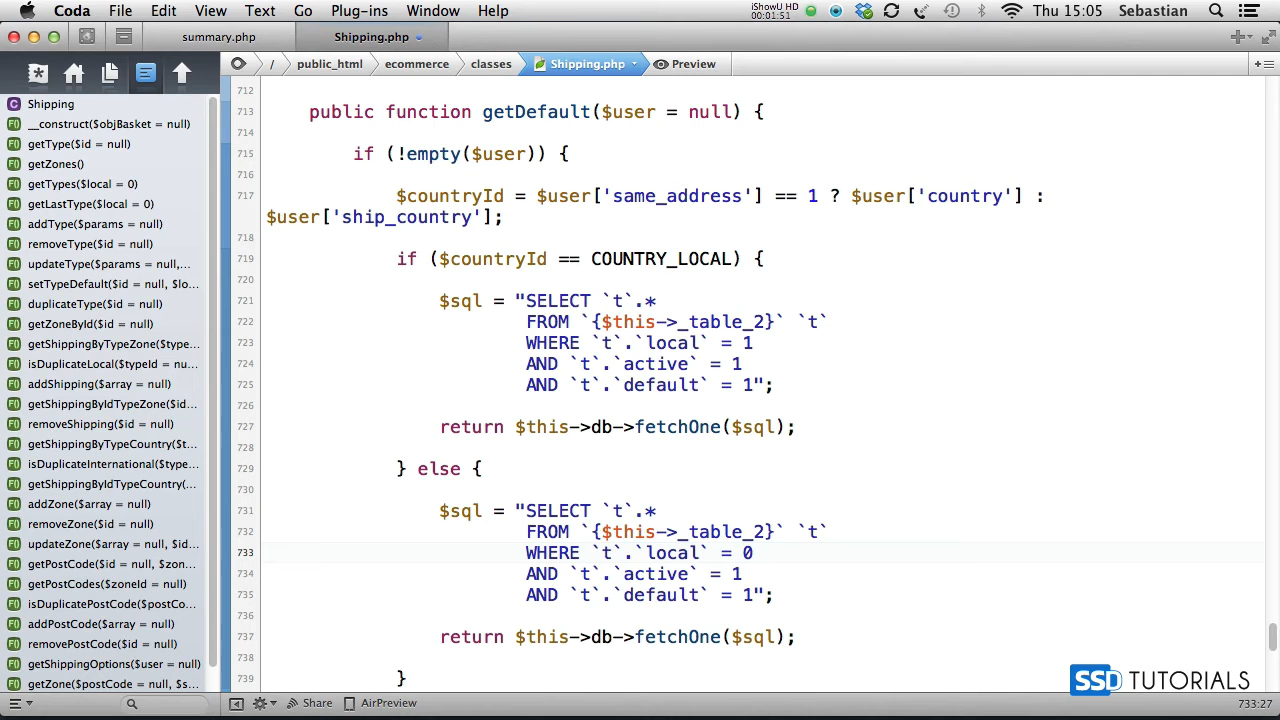 Coda File Edit View Text Go Plug-ins Window Help iShowU HD 00:01:51 Thu 15:05 Sebastian
summary.php Shipping.php
/ public_html ecommerce classes Shipping.php Preview
Shipping
__construct($objBasket = null)
getType($id = null)
getZones()
getTypes($local = 0)
getLastType($local = 0)
addType($params = null)
removeType($id = null)
updateType($params = null,...
setTypeDefault($id = null, $lo...
duplicateType($id = null)
getZoneById($id = null)
getShippingByTypeZone($type...
isDuplicateLocal($typeId = nu...
addShipping($array = null)
getShippingByIdTypeZone($id...
removeShipping($id = null)
getShippingByTypeCountry($t...
isDuplicateInternational($type...
getShippingByIdTypeCountry(...
addZone($array = null)
removeZone($id = null)
updateZone($array = null, $id...
getPostCode($id = null, $zon...
getPostCodes($zoneId = null)
isDuplicatePostCode($postCo...
addPostCode($array = null)
removePostCode($id = null)
getShippingOptions($user = null)
getZone($postCode = null, $s...
712
713 public function getDefault($user = null) {
714
715 if (!empty($user)) {
716
717 $countryId = $user['same_address'] == 1 ? $user['country'] :
$user['ship_country'];
718
719 if ($countryId == COUNTRY_LOCAL) {
720
721 $sql = "SELECT `t`.*
722 FROM `{$this->_table_2}` `t`
723 WHERE `t`.`local` = 1
724 AND `t`.`active` = 1
725 AND `t`.`default` = 1";
726
727 return $this->db->fetchOne($sql);
728
729 } else {
730
731 $sql = "SELECT `t`.*
732 FROM `{$this->_table_2}` `t`
733 WHERE `t`.`local` = 0
734 AND `t`.`active` = 1
735 AND `t`.`default` = 1";
736
737 return $this->db->fetchOne($sql);
738
739 }
SSD TUTORIALS
Share AirPreview 733:27